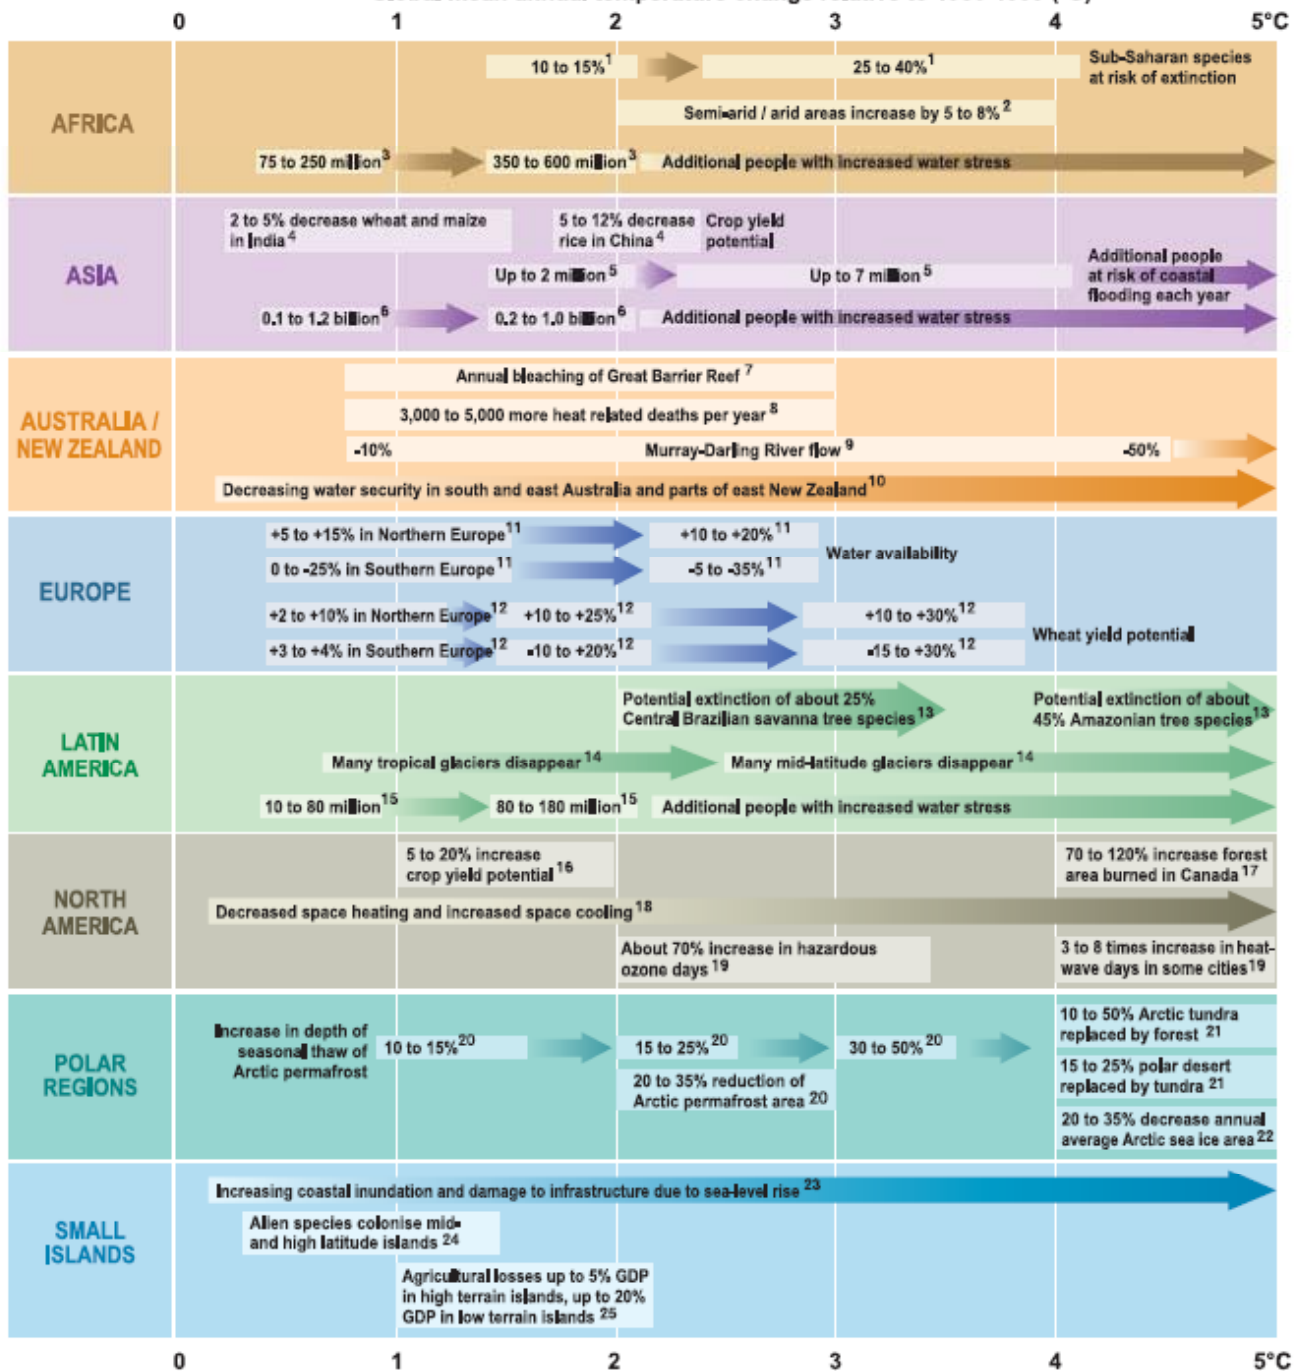 0 1 2 3 4 5°C
10 to 15%¹ 25 to 40%¹ Sub-Saharan species
at risk of extinction
Semi-arid / arid areas increase by 5 to 8% ²
AFRICA
75 to 250 million³ 350 to 600 million³ Additional people with increased water stress
2 to 5% decrease wheat and maize
in India ⁴
5 to 12% decrease
rice in China ⁴
Crop yield
potential
ASIA
Up to 2 million ⁵ Up to 7 million ⁵
Additional people
at risk of coastal
flooding each year
0.1 to 1.2 billion⁶ 0.2 to 1.0 billion⁶ Additional people with increased water stress
AUSTRALIA /
NEW ZEALAND
Annual bleaching of Great Barrier Reef ⁷
3,000 to 5,000 more heat related deaths per year ⁸
-10% Murray-Darling River flow ⁹ -50%
Decreasing water security in south and east Australia and parts of east New Zealand¹⁰
EUROPE
+5 to +15% in Northern Europe¹¹ +10 to +20% ¹¹
0 to -25% in Southern Europe¹¹ -5 to -35% ¹¹
Water availability
+2 to +10% in Northern Europe¹² +10 to +25% ¹² +10 to +30% ¹²
+3 to +4% in Southern Europe¹² -10 to +20% ¹² -15 to +30% ¹²
Wheat yield potential
LATIN
AMERICA
Potential extinction of about 25%
Central Brazilian savanna tree species ¹³
Potential extinction of about
45% Amazonian tree species ¹³
Many tropical glaciers disappear ¹⁴ Many mid-latitude glaciers disappear ¹⁴
10 to 80 million¹⁵ 80 to 180 million¹⁵ Additional people with increased water stress
NORTH
AMERICA
5 to 20% increase
crop yield potential ¹⁶
70 to 120% increase forest
area burned in Canada ¹⁷
Decreased space heating and increased space cooling ¹⁸
About 70% increase in hazardous
ozone days ¹⁹
3 to 8 times increase in heat-
wave days in some cities¹⁹
POLAR
REGIONS
Increase in depth of
seasonal thaw of
Arctic permafrost
10 to 15%²⁰ 15 to 25% ²⁰ 30 to 50% ²⁰
20 to 35% reduction of
Arctic permafrost area ²⁰
10 to 50% Arctic tundra
replaced by forest ²¹
15 to 25% polar desert
replaced by tundra ²¹
20 to 35% decrease annual
average Arctic sea ice area ²²
SMALL
ISLANDS
Increasing coastal inundation and damage to infrastructure due to sea-level rise ²³
Alien species colonise mid-
and high latitude islands ²⁴
Agricultural losses up to 5% GDP
in high terrain islands, up to 20%
GDP in low terrain islands ²⁵
0 1 2 3 4 5°C